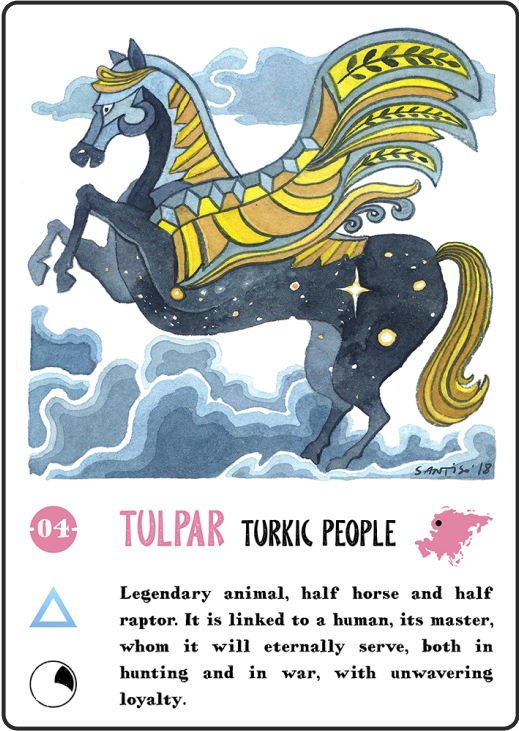 SANTISO '18
-04-
TULPAR TURKIC PEOPLE
Legendary animal, half horse and half
raptor. It is linked to a human, its master,
whom it will eternally serve, both in
hunting and in war, with unwavering
loyalty.